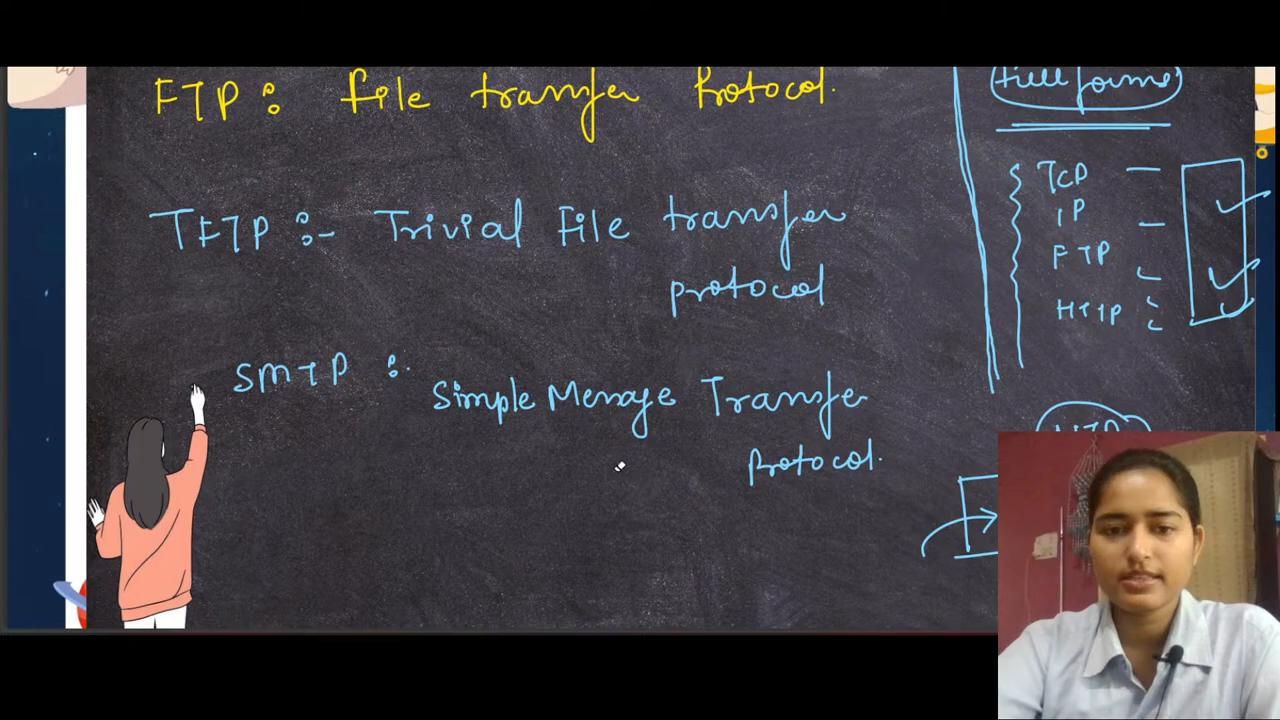 FTP : file transfer Protocol.
TFTP :- Trivial File transfer
protocol
SMTP :
Simple Message Transfer
Protocol.
Full forms
TCP
IP
FTP
HTTP